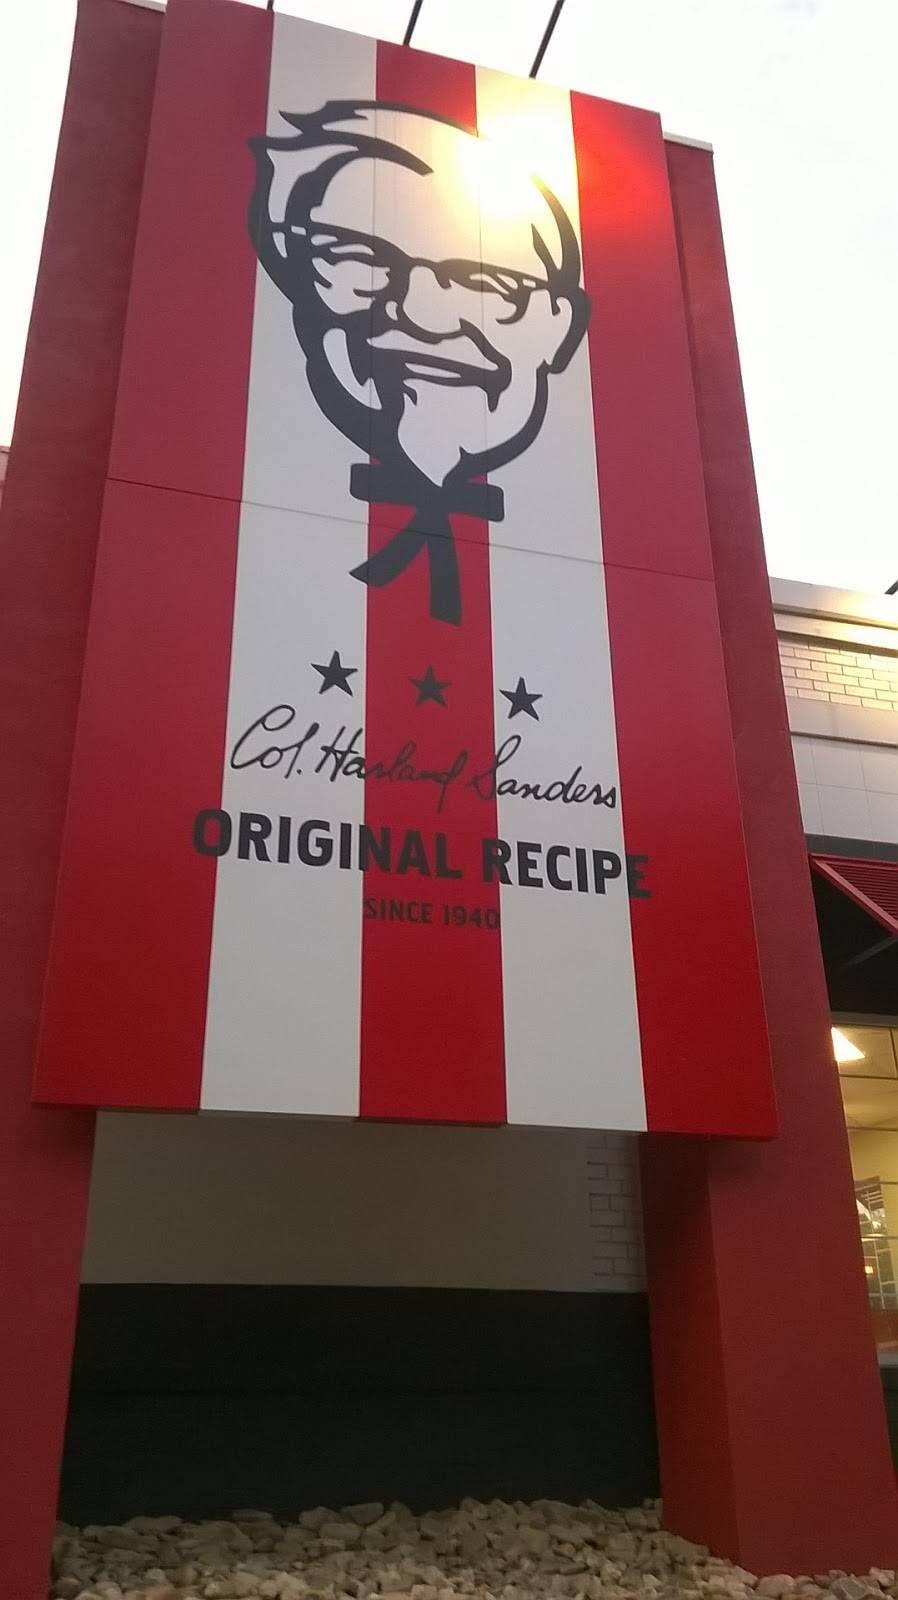 Col. Harland Sanders
ORIGINAL RECIPE
SINCE 1940